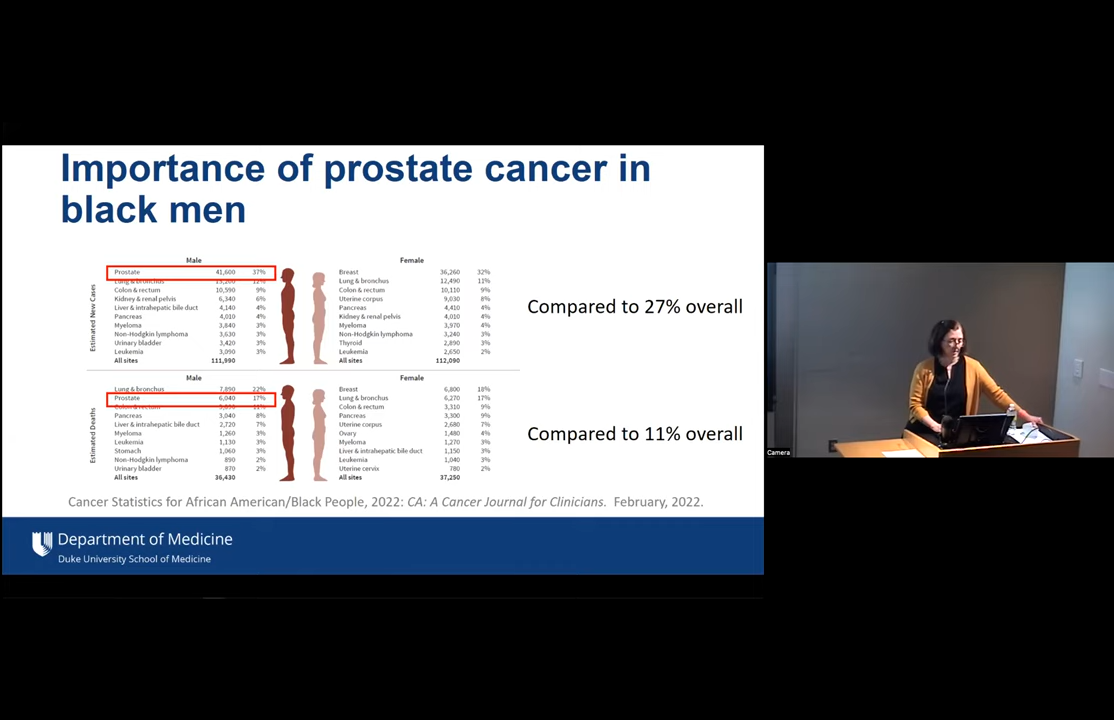 Importance of prostate cancer in
black men
Male
Female
Estimated New Cases
Prostate 41,600 37%
Lung & bronchus 12%
Colon & rectum 10,590 9%
Kidney & renal pelvis 6,340 6%
Liver & intrahepatic bile duct 4,140 4%
Pancreas 4,010 4%
Myeloma 3,840 3%
Non-Hodgkin lymphoma 3,630 3%
Urinary bladder 3,420 3%
Leukemia 3,090 3%
All sites 111,990
Breast 36,260 32%
Lung & bronchus 12,490 11%
Colon & rectum 10,110 9%
Uterine corpus 9,030 8%
Pancreas 4,410 4%
Kidney & renal pelvis 4,010 4%
Myeloma 3,970 4%
Non-Hodgkin lymphoma 3,240 3%
Thyroid 2,890 3%
Leukemia 2,650 2%
All sites 112,090
Compared to 27% overall
Male
Female
Estimated Deaths
Lung & bronchus 7,890 22%
Prostate 6,040 17%
Colon & rectum 11%
Pancreas 3,040 8%
Liver & intrahepatic bile duct 2,720 7%
Myeloma 1,260 3%
Leukemia 1,130 3%
Stomach 1,060 3%
Non-Hodgkin lymphoma 890 2%
Urinary bladder 870 2%
All sites 36,430
Breast 6,800 18%
Lung & bronchus 6,270 17%
Colon & rectum 3,310 9%
Pancreas 3,300 9%
Uterine corpus 2,680 7%
Ovary 1,480 4%
Myeloma 1,270 3%
Liver & intrahepatic bile duct 1,150 3%
Leukemia 1,040 3%
Uterine cervix 780 2%
All sites 37,250
Compared to 11% overall
Cancer Statistics for African American/Black People, 2022: CA: A Cancer Journal for Clinicians. February, 2022.
Department of Medicine
Duke University School of Medicine
Camera